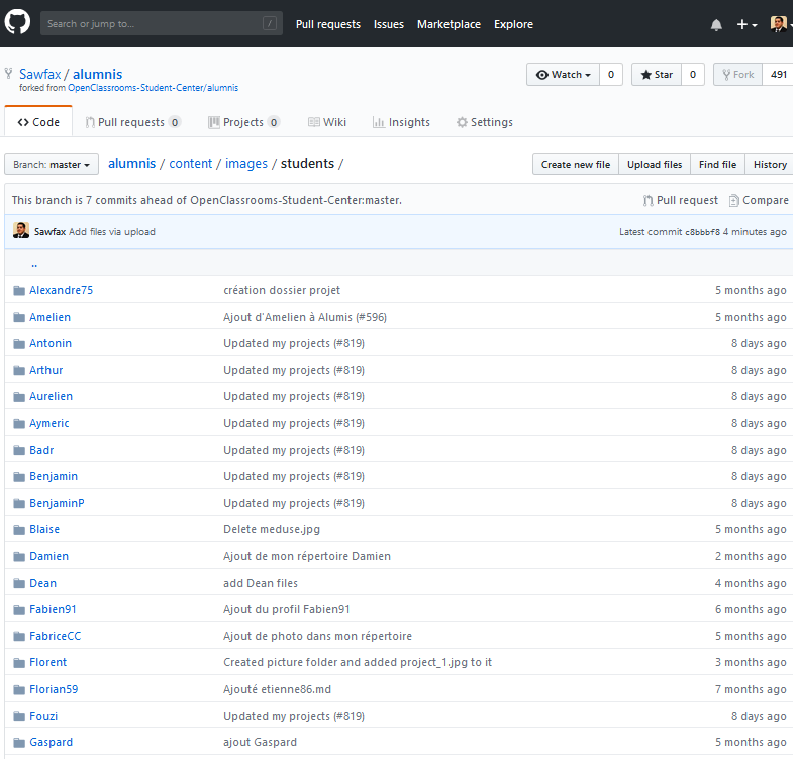 Search or jump to... / Pull requests Issues Marketplace Explore
Sawfax / alumnis Watch 0 Star 0 Fork 491
forked from OpenClassrooms-Student-Center/alumnis
<> Code Pull requests 0 Projects 0 Wiki Insights Settings
Branch: master alumnis / content / images / students / Create new file Upload files Find file History
This branch is 7 commits ahead of OpenClassrooms-Student-Center:master. Pull request Compare
Sawfax Add files via upload Latest commit c8bbbf8 4 minutes ago
..
Alexandre75 création dossier projet 5 months ago
Amelien Ajout d'Amelien à Alumis (#596) 5 months ago
Antonin Updated my projects (#819) 8 days ago
Arthur Updated my projects (#819) 8 days ago
Aurelien Updated my projects (#819) 8 days ago
Aymeric Updated my projects (#819) 8 days ago
Badr Updated my projects (#819) 8 days ago
Benjamin Updated my projects (#819) 8 days ago
BenjaminP Updated my projects (#819) 8 days ago
Blaise Delete meduse.jpg 5 months ago
Damien Ajout de mon répertoire Damien 2 months ago
Dean add Dean files 4 months ago
Fabien91 Ajout du profil Fabien91 6 months ago
FabriceCC Ajout de photo dans mon répertoire 5 months ago
Florent Created picture folder and added project_1.jpg to it 3 months ago
Florian59 Ajouté etienne86.md 7 months ago
Fouzi Updated my projects (#819) 8 days ago
Gaspard ajout Gaspard 5 months ago